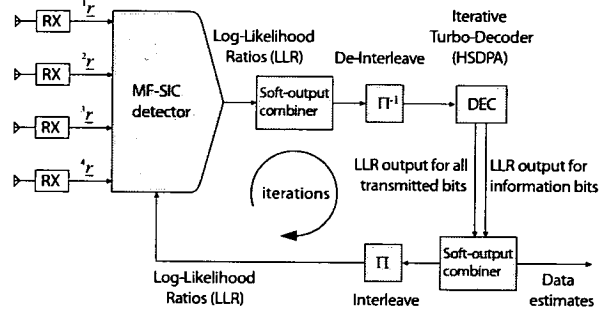 Iterative
Turbo-Decoder
(HSDPA)
Log-Likelihood
Ratios (LLR)
De-Interleave
RX
¹r
RX
²r
RX
³r
RX
⁴r
MF-SIC
detector
Soft-output
combiner
Π⁻¹
DEC
LLR output for all
transmitted bits
LLR output for
information bits
iterations
Log-Likelihood
Ratios (LLR)
Π
Interleave
Soft-output
combiner
Data
estimates